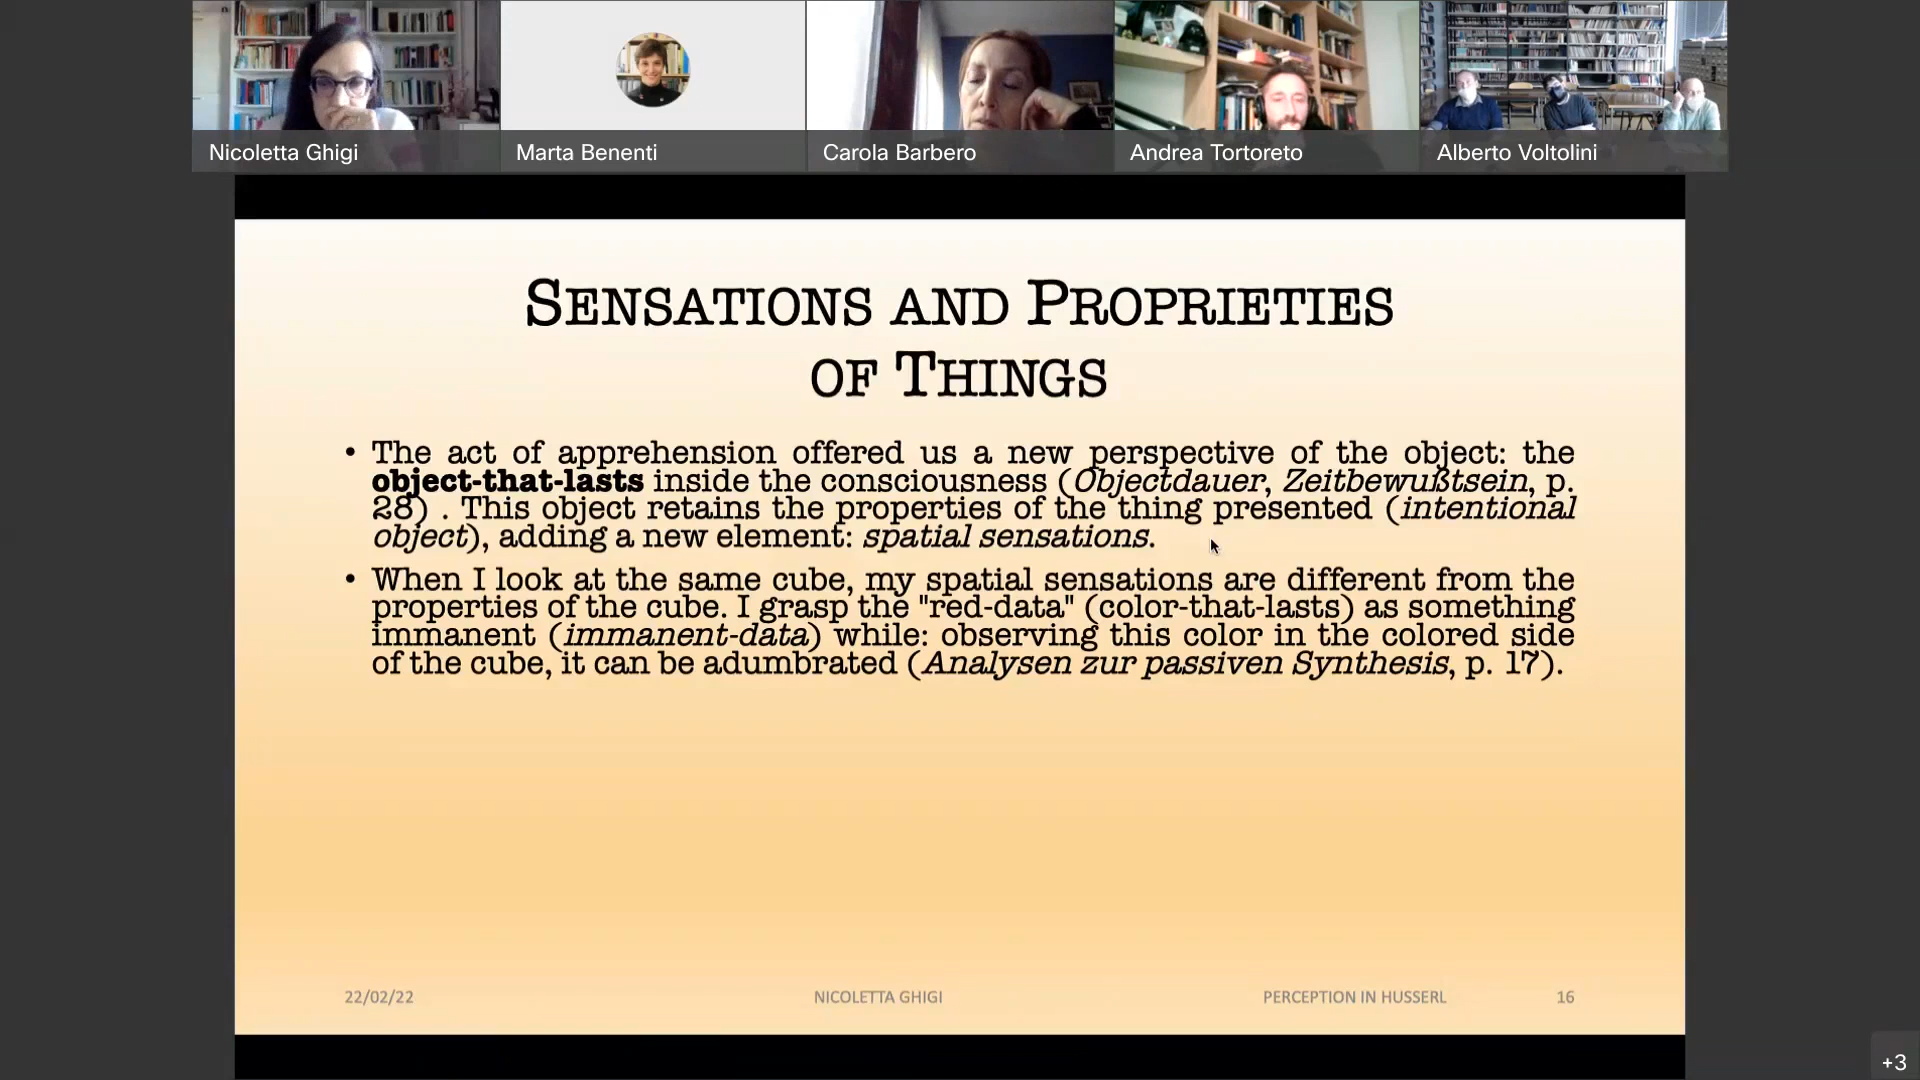 Nicoletta Ghigi
Marta Benenti
Carola Barbero
Andrea Tortoreto
Alberto Voltolini
SENSATIONS AND PROPRIETIES
OF THINGS
• The act of apprehension offered us a new perspective of the object: the
object-that-lasts inside the consciousness (Objectdauer, Zeitbewußtsein, p.
28) . This object retains the properties of the thing presented (intentional
object), adding a new element: spatial sensations.
• When I look at the same cube, my spatial sensations are different from the
properties of the cube. I grasp the "red-data" (color-that-lasts) as something
immanent (immanent-data) while: observing this color in the colored side
of the cube, it can be adumbrated (Analysen zur passiven Synthesis, p. 17).
22/02/22
NICOLETTA GHIGI
PERCEPTION IN HUSSERL
16
+3